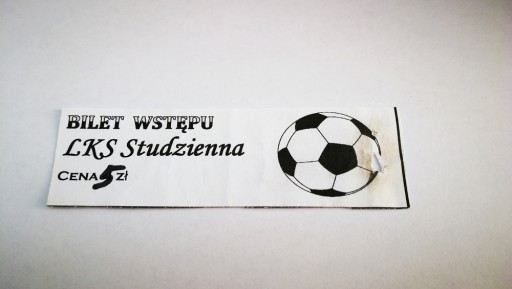 BILET WSTĘPU
LKS Studzienna
CENA 5 ZŁ